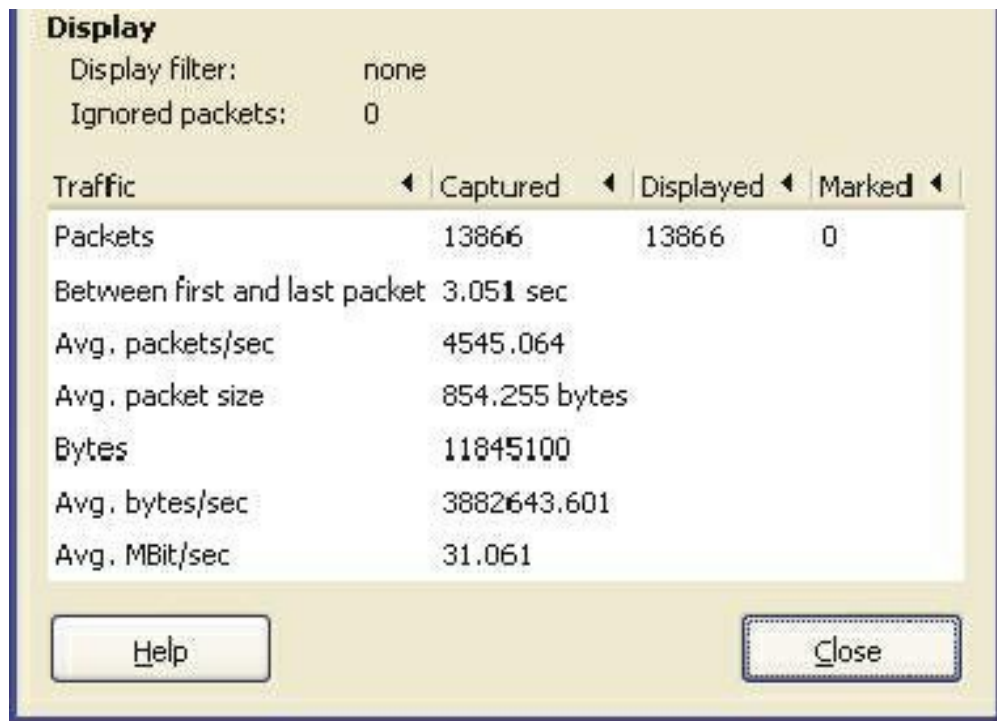 Display
Display filter: none
Ignored packets: 0
Traffic Captured Displayed Marked
Packets 13866 13866 0
Between first and last packet 3.051 sec
Avg. packets/sec 4545.064
Avg. packet size 854.255 bytes
Bytes 11845100
Avg. bytes/sec 3882643.601
Avg. MBit/sec 31.061
Help Close